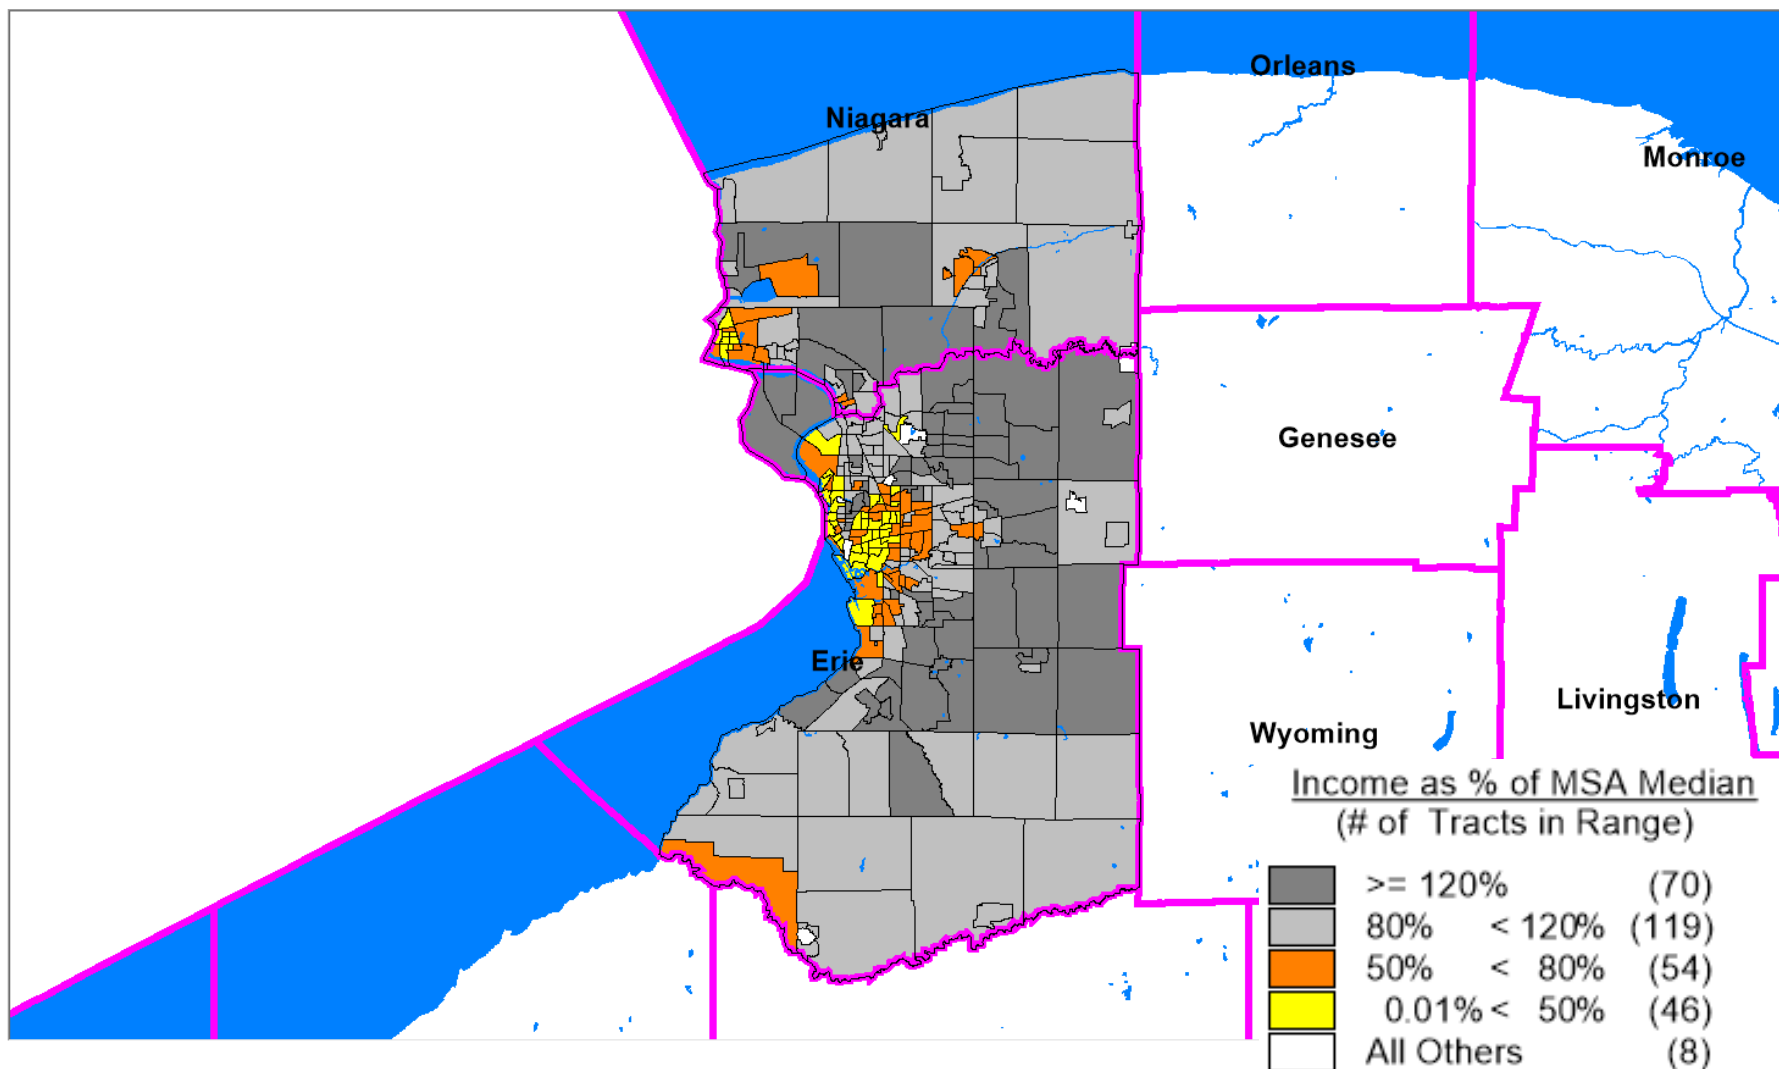 Orleans
Niagara
Monroe
Genesee
Erie
Livingston
Wyoming
Income as % of MSA Median
(# of Tracts in Range)
>= 120% (70)
80% < 120% (119)
50% < 80% (54)
0.01% < 50% (46)
All Others (8)